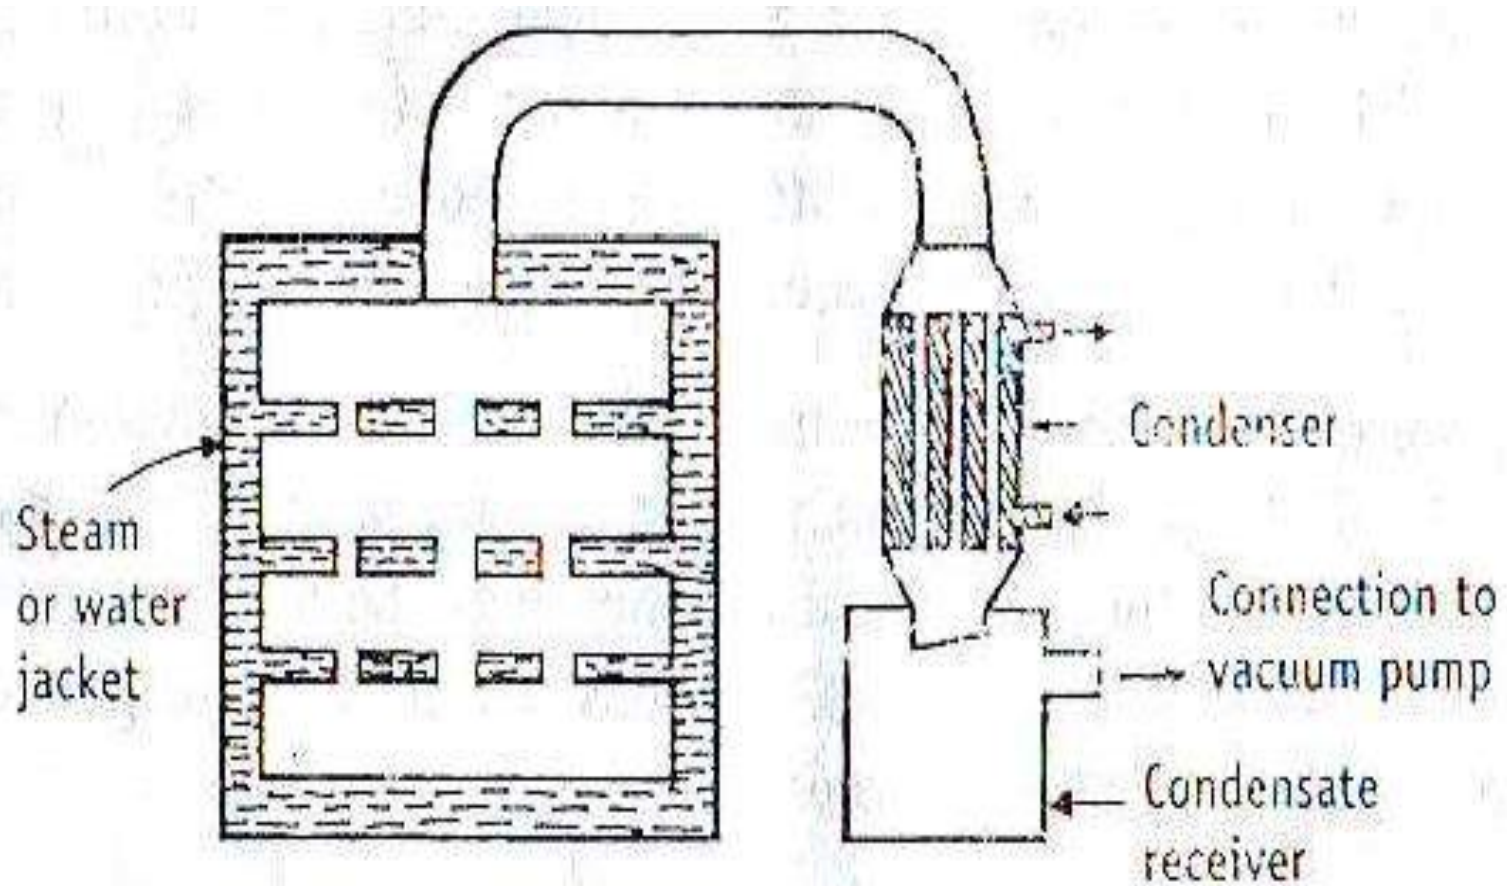 Steam
or water
jacket
Condenser
Connection to
vacuum pump
Condensate
receiver